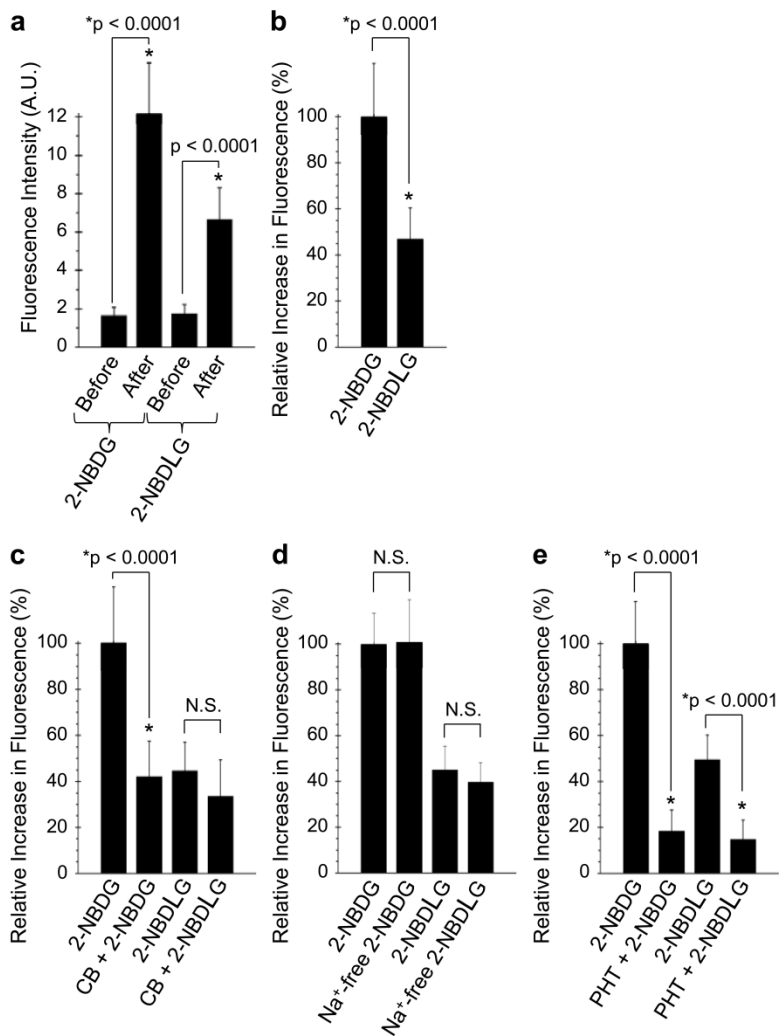 a
*p < 0.0001
*
p < 0.0001
*
Fluorescence Intensity (A.U.)
12
10
8
6
4
2
0
Before
After
Before
After
2-NBDG
2-NBDLG
b
*p < 0.0001
*
Relative Increase in Fluorescence (%)
100
80
60
40
20
0
2-NBDG
2-NBDLG
c
*p < 0.0001
*
N.S.
Relative Increase in Fluorescence (%)
100
80
60
40
20
0
2-NBDG
CB + 2-NBDG
2-NBDLG
CB + 2-NBDLG
d
N.S.
N.S.
Relative Increase in Fluorescence (%)
100
80
60
40
20
0
2-NBDG
Na⁺-free 2-NBDG
2-NBDLG
Na⁺-free 2-NBDLG
e
*p < 0.0001
*p < 0.0001
*
*
Relative Increase in Fluorescence (%)
100
80
60
40
20
0
2-NBDG
PHT + 2-NBDG
2-NBDLG
PHT + 2-NBDLG